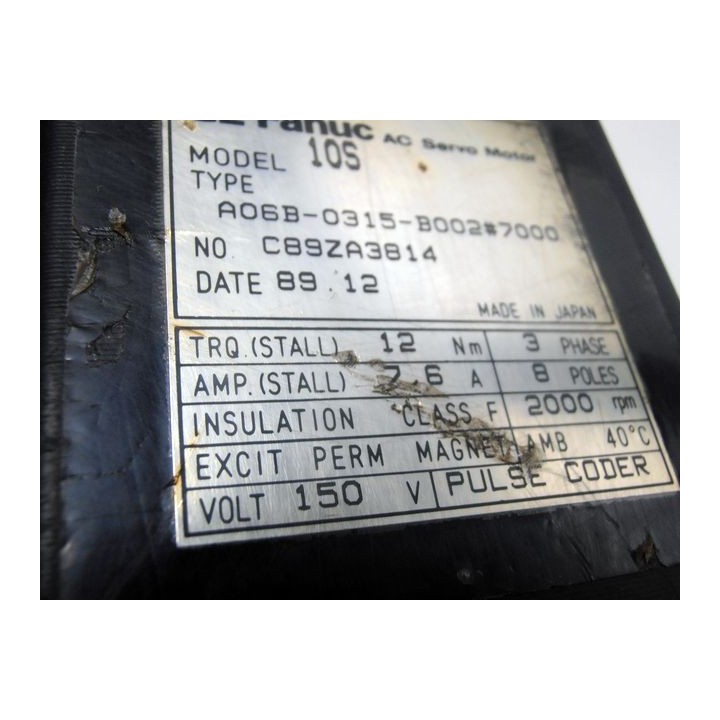 Fanuc AC Servo Motor
MODEL 10S
TYPE
A06B-0315-B002#7000
NO. C89ZA3814
DATE 89.12
MADE IN JAPAN
TRQ.(STALL) 12 Nm 3 PHASE
AMP.(STALL) 7.6 A 8 POLES
INSULATION CLASS F 2000 rpm
EXCIT PERM MAGNET AMB 40°C
VOLT 150 V PULSE CODER